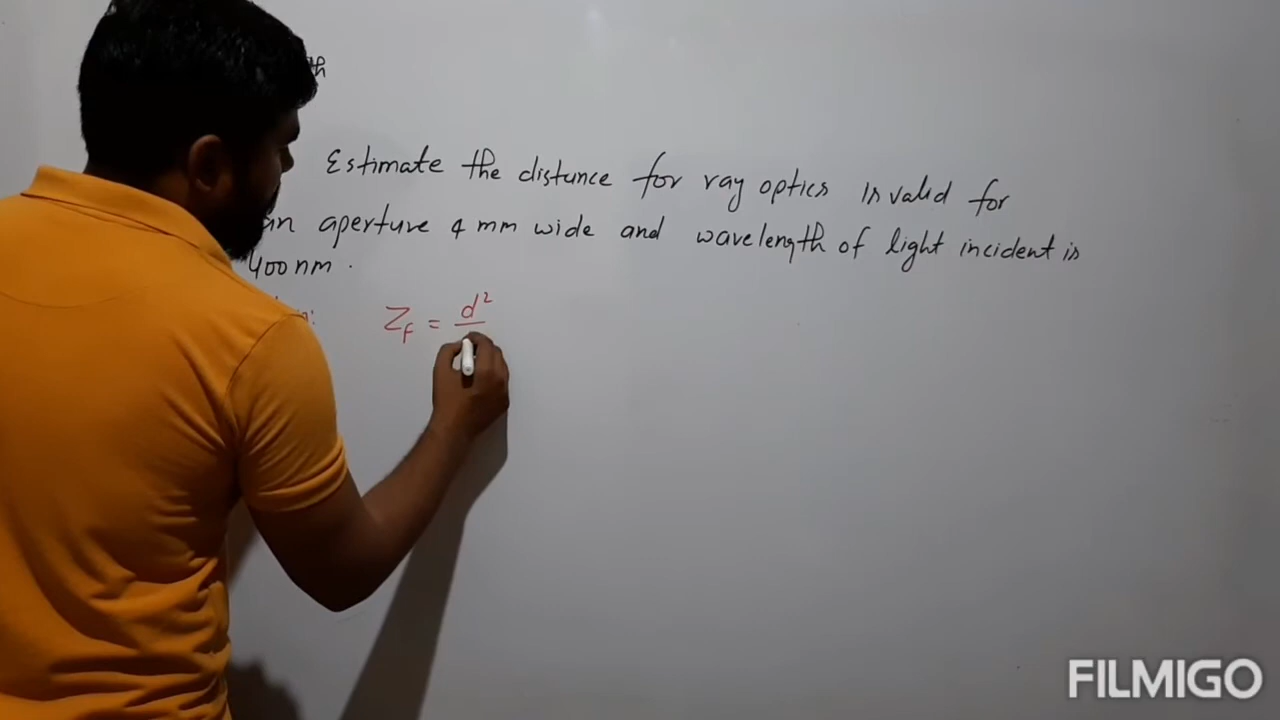 Estimate the distance for ray optics is valid for
an aperture 4 mm wide and wavelength of light incident is
400 nm .
Z_f = d²
FILMIGO